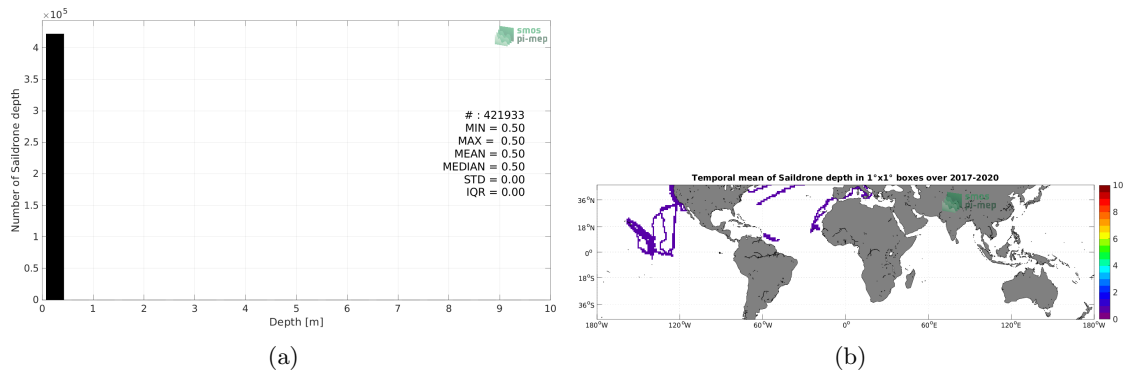 ×10⁵
4
3.5
3
2.5
2
1.5
1
0.5
0
Number of Saildrone depth
smos
pi-mep
# : 421933
MIN = 0.50
MAX = 0.50
MEAN = 0.50
MEDIAN = 0.50
STD = 0.00
IQR = 0.00
0 1 2 3 4 5 6 7 8 9 10
Depth [m]
(a)
Temporal mean of Saildrone depth in 1°x1° boxes over 2017-2020
smos
pi-mep
36°N
18°N
0°
18°S
36°S
180°W 120°W 60°W 0° 60°E 120°E 180°W
10
8
6
4
2
0
(b)